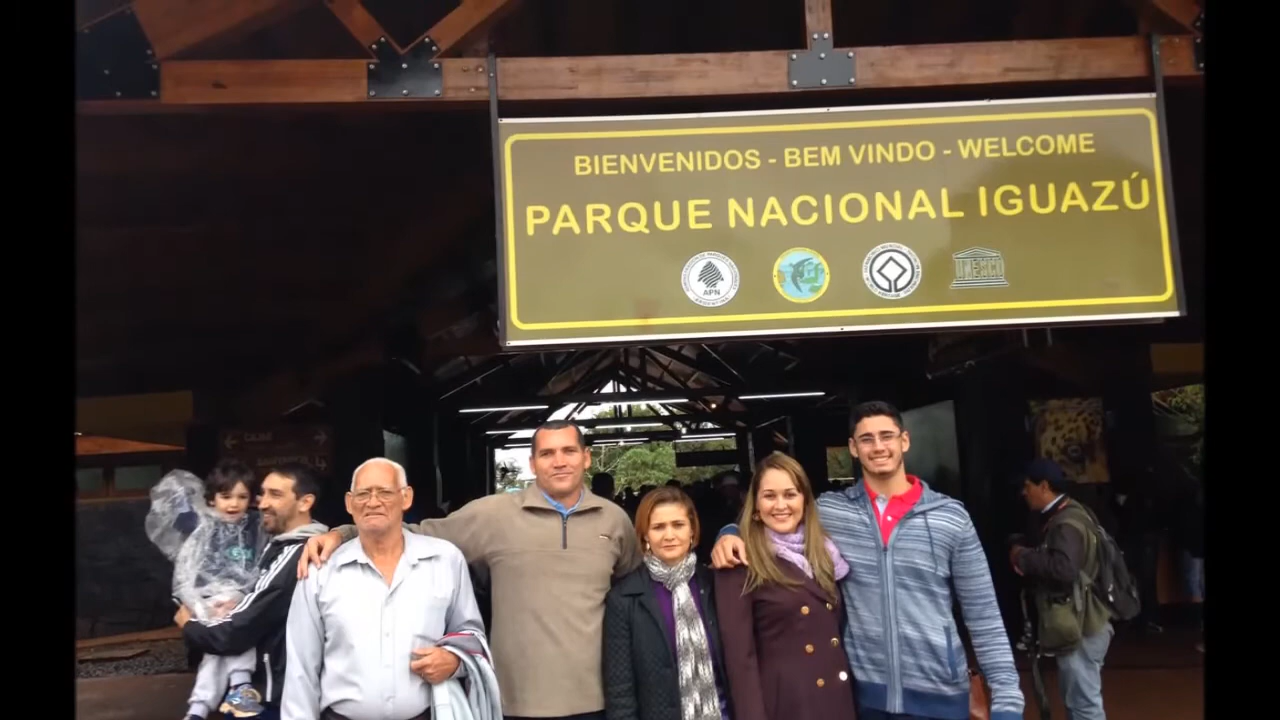 BIENVENIDOS - BEM VINDO - WELCOME
PARQUE NACIONAL IGUAZÚ
APN
UNESCO